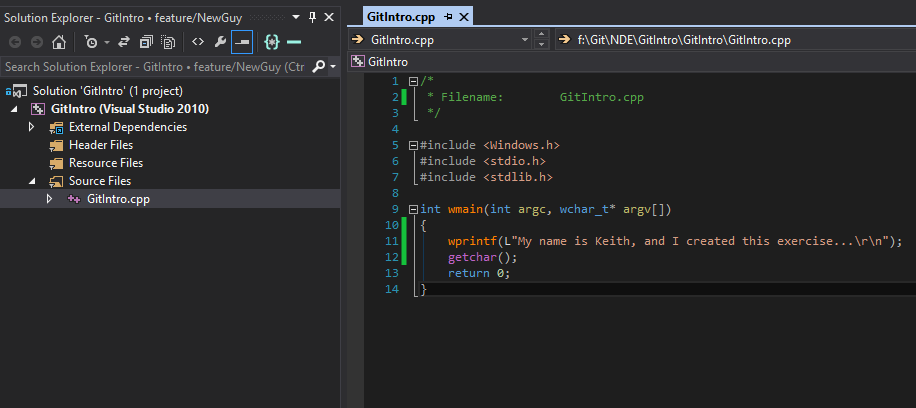 Solution Explorer - GitIntro • feature/NewGuy
Search Solution Explorer - GitIntro • feature/NewGuy (Ctr
Solution 'GitIntro' (1 project)
GitIntro (Visual Studio 2010)
External Dependencies
Header Files
Resource Files
Source Files
GitIntro.cpp
GitIntro.cpp
GitIntro.cpp
f:\Git\NDE\GitIntro\GitIntro\GitIntro.cpp
GitIntro
1 /*
2 * Filename: GitIntro.cpp
3 */
4
5 #include <Windows.h>
6 #include <stdio.h>
7 #include <stdlib.h>
8
9 int wmain(int argc, wchar_t* argv[])
10 {
11 wprintf(L"My name is Keith, and I created this exercise...\r\n");
12 getchar();
13 return 0;
14 }